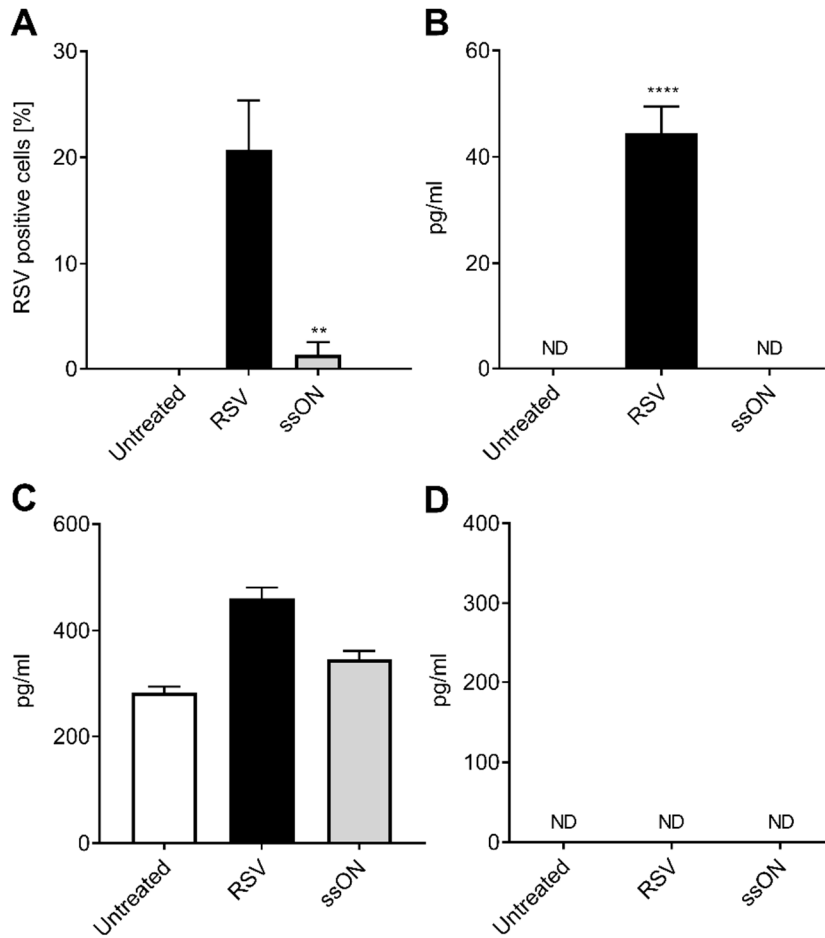 A
RSV positive cells [%]
30
20
10
0
**
Untreated
RSV
ssON
B
pg/ml
60
40
20
0
ND
****
ND
Untreated
RSV
ssON
C
pg/ml
600
400
200
0
Untreated
RSV
ssON
D
pg/ml
400
300
200
100
0
ND
ND
ND
Untreated
RSV
ssON